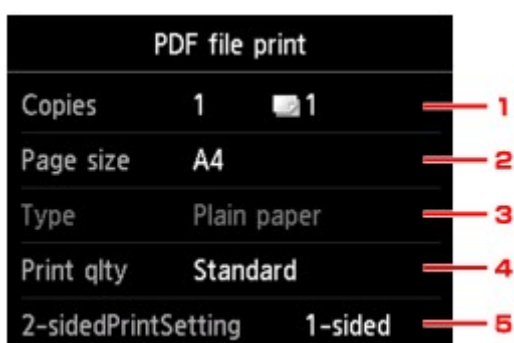 PDF file print
Copies 1 1 1
Page size A4 2
Type Plain paper 3
Print qlty Standard 4
2-sidedPrintSetting 1-sided 5